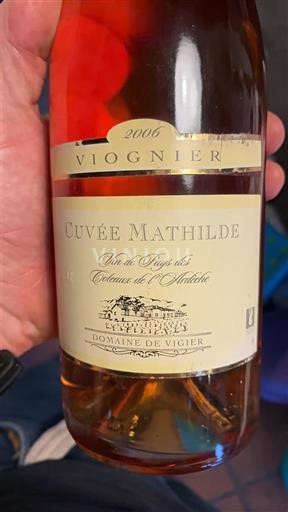 2006
VIOGNIER
CUVÉE MATHILDE
Vin de Pays des
Coteaux de l'Ardèche
DOMAINE DE VIGIER